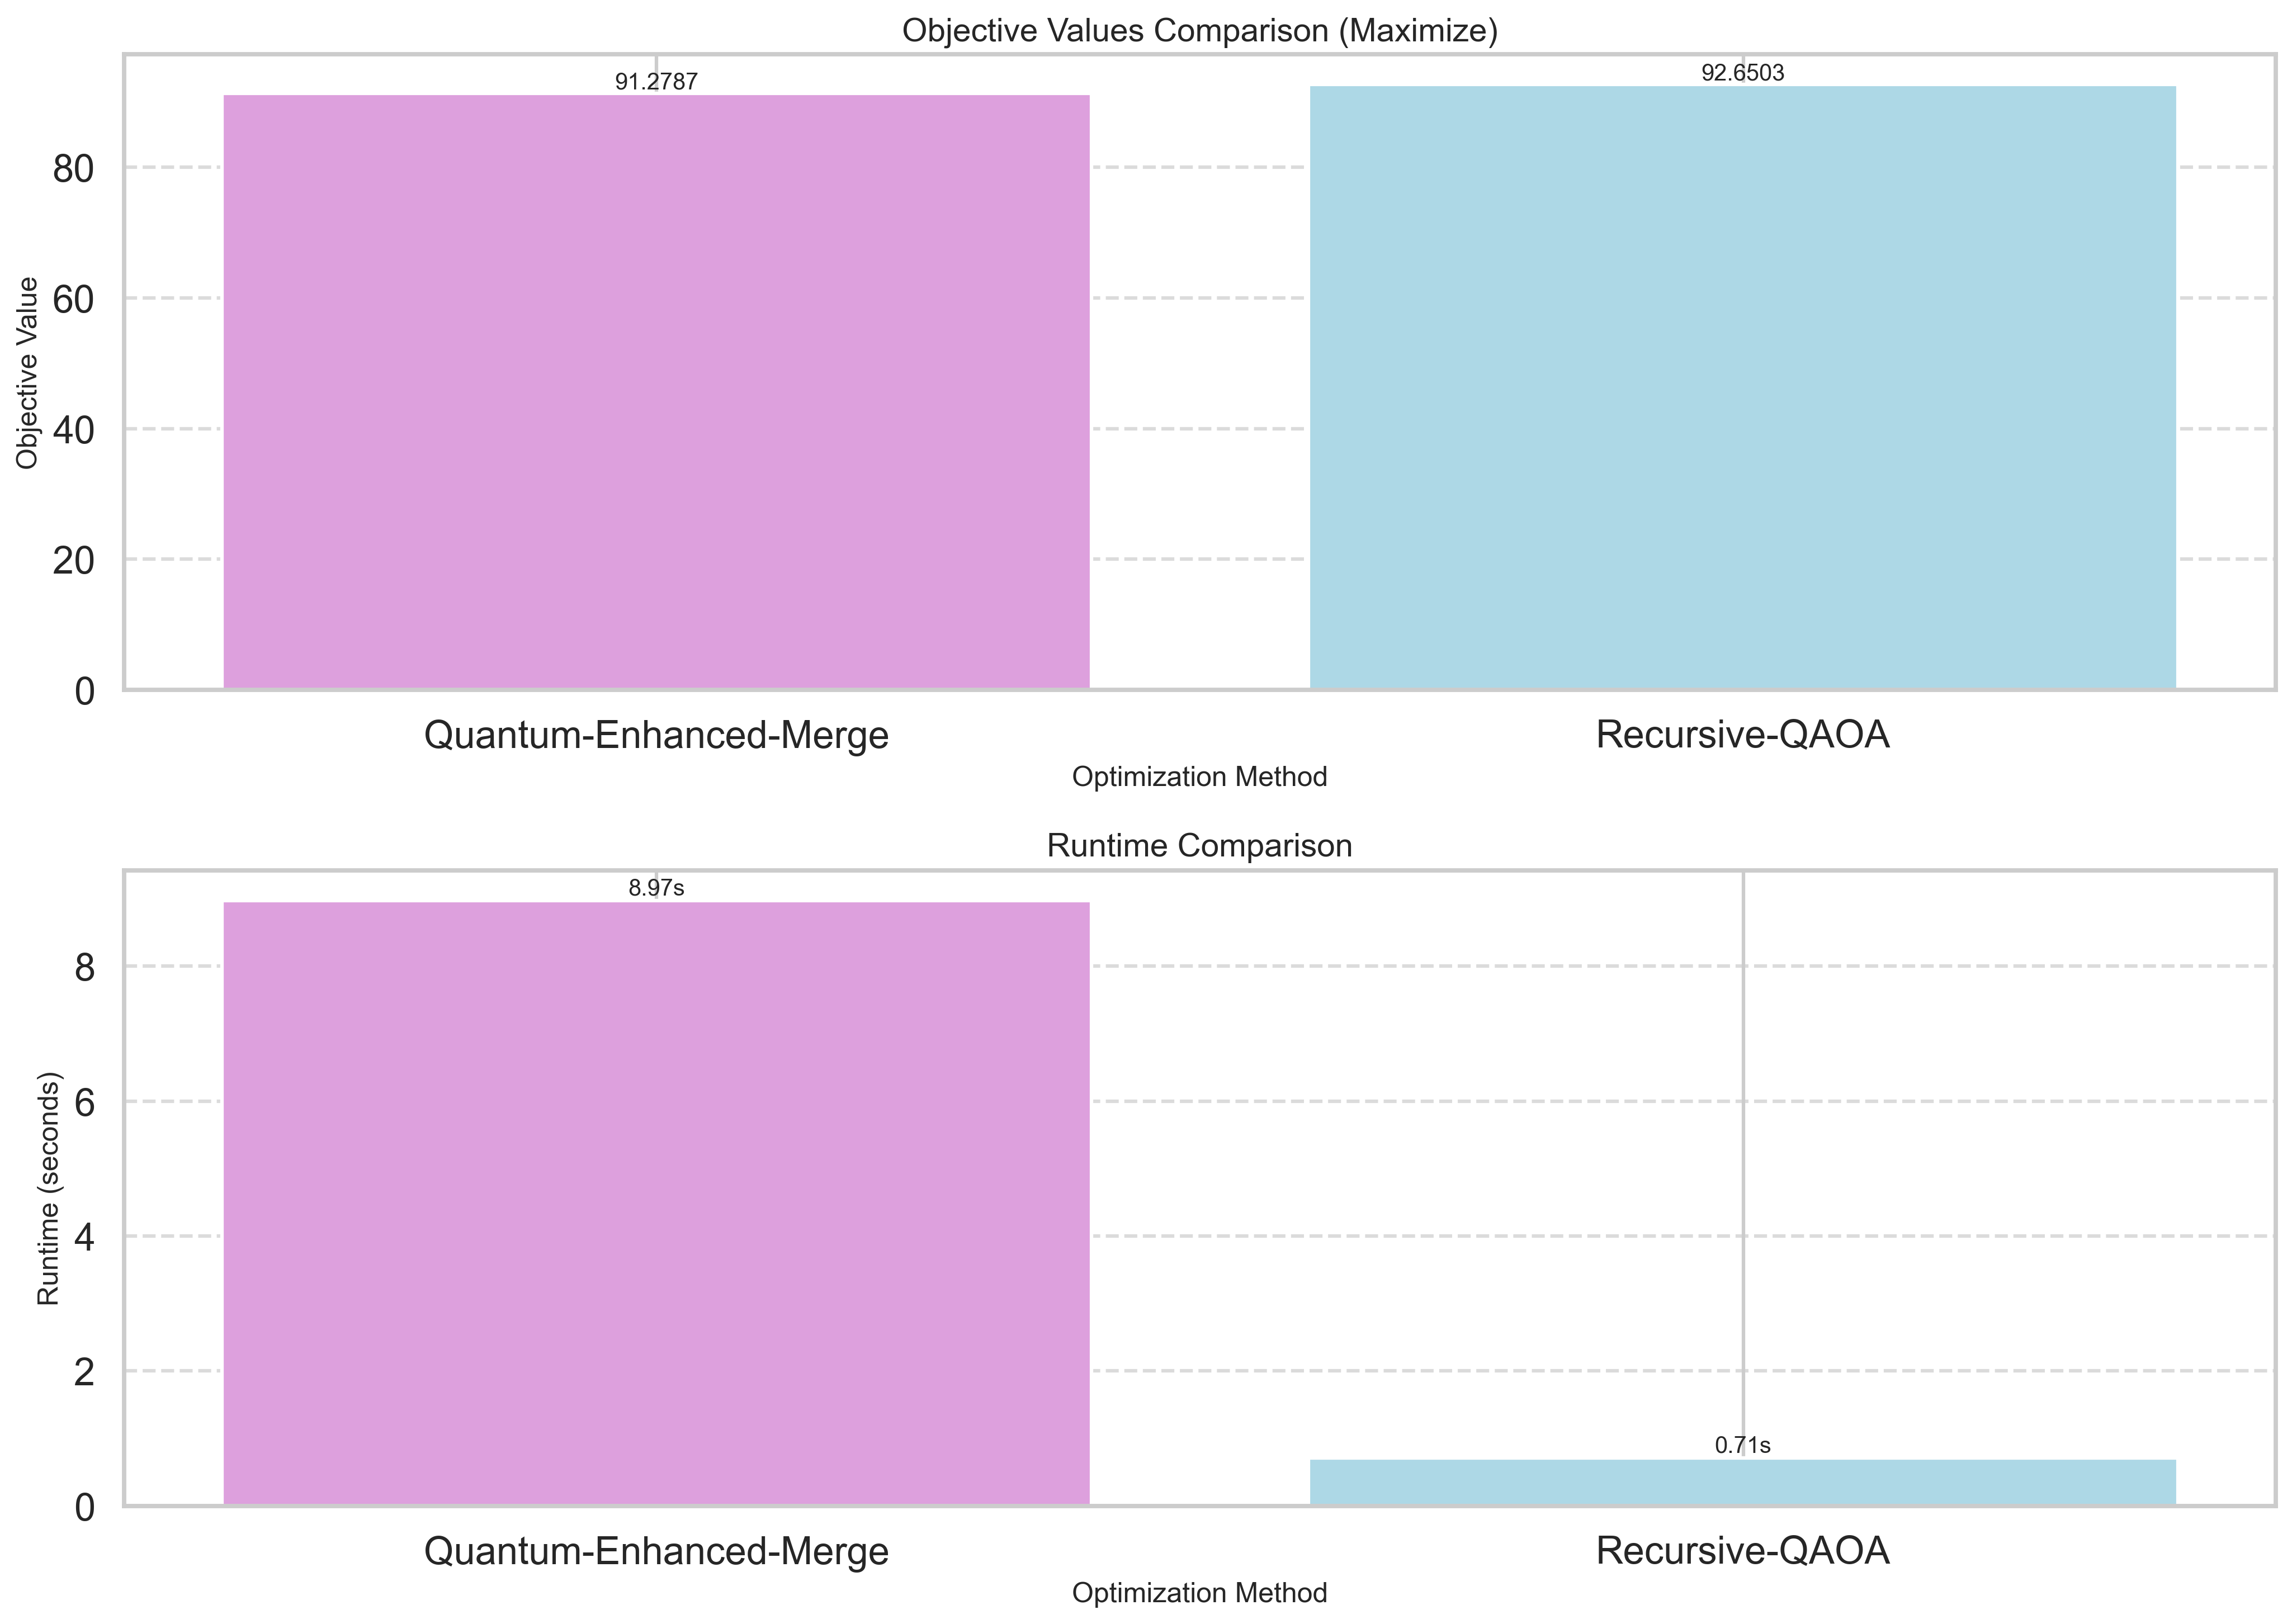 Objective Values Comparison (Maximize)
91.2787
92.6503
80
60
40
20
0
Objective Value
Quantum-Enhanced-Merge
Recursive-QAOA
Optimization Method
Runtime Comparison
8.97s
0.71s
8
6
4
2
0
Runtime (seconds)
Quantum-Enhanced-Merge
Recursive-QAOA
Optimization Method